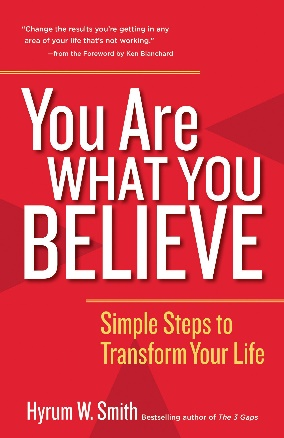 "Change the results you're getting in any
area of your life that's not working."
—from the Foreword by Ken Blanchard
You Are
WHAT YOU
BELIEVE
Simple Steps to
Transform Your Life
Hyrum W. Smith Bestselling author of The 3 Gaps